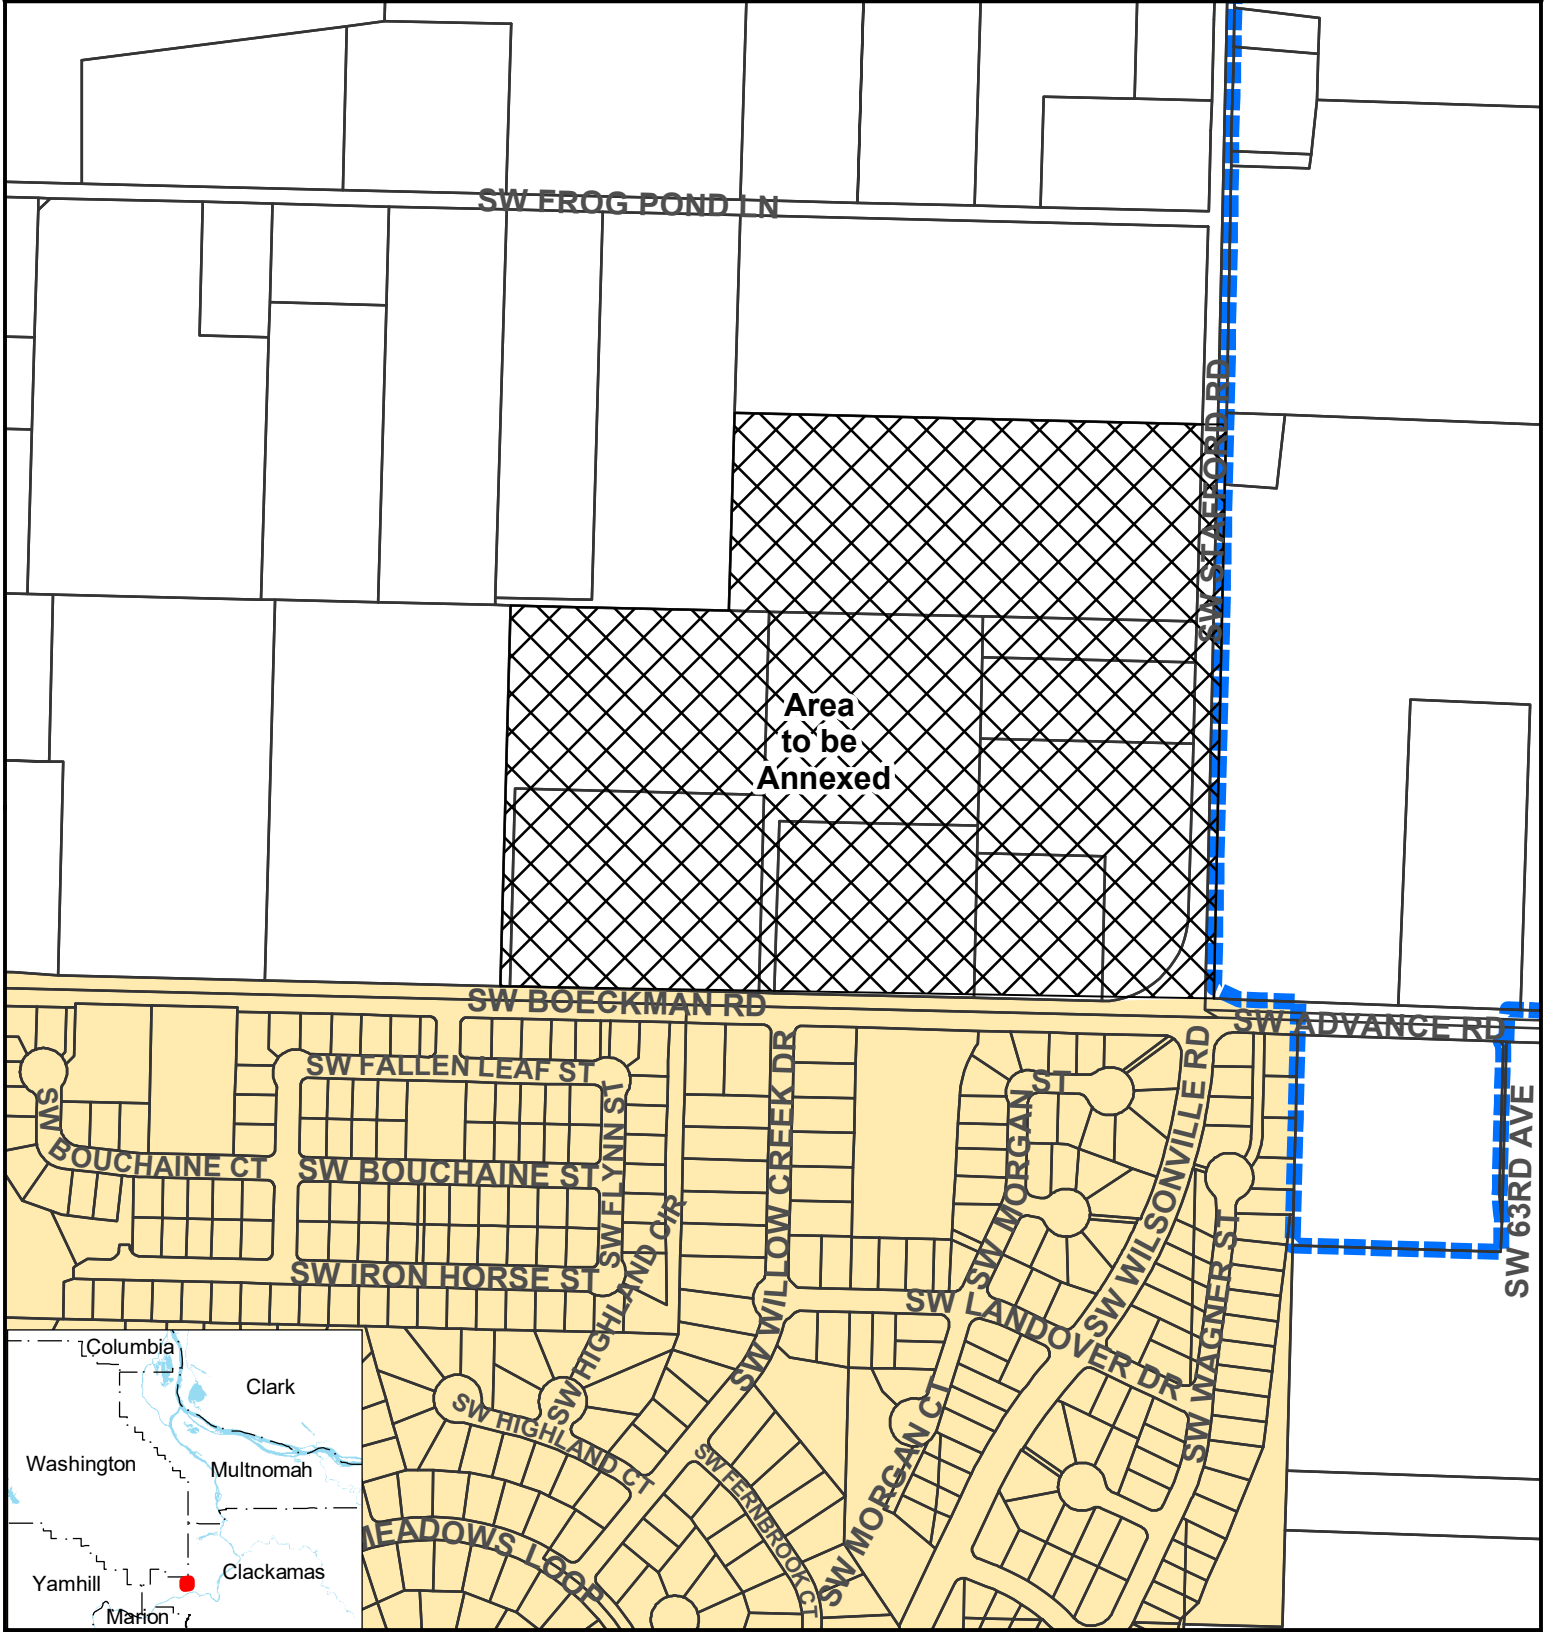 SW FROG POND LN
SW STAFFORD RD
Area
to be
Annexed
SW BOECKMAN RD
SW ADVANCE RD
SW FALLEN LEAF ST
SW
BOUCHAINE CT
SW BOUCHAINE ST
SW FLYNN ST
SW IRON HORSE ST
SW HIGHLAND CIR
SW WILLOW CREEK DR
SW MORGAN
ST
SW WILSONVILLE RD
SW WAGNER ST
SW 63RD AVE
SW LANDOVER DR
SW HIGHLAND CT
SW FERNBROOK CT
SW MORGAN CT
MEADOWS LOOP
Columbia
Clark
Washington
Multnomah
Yamhill
Clackamas
Marion